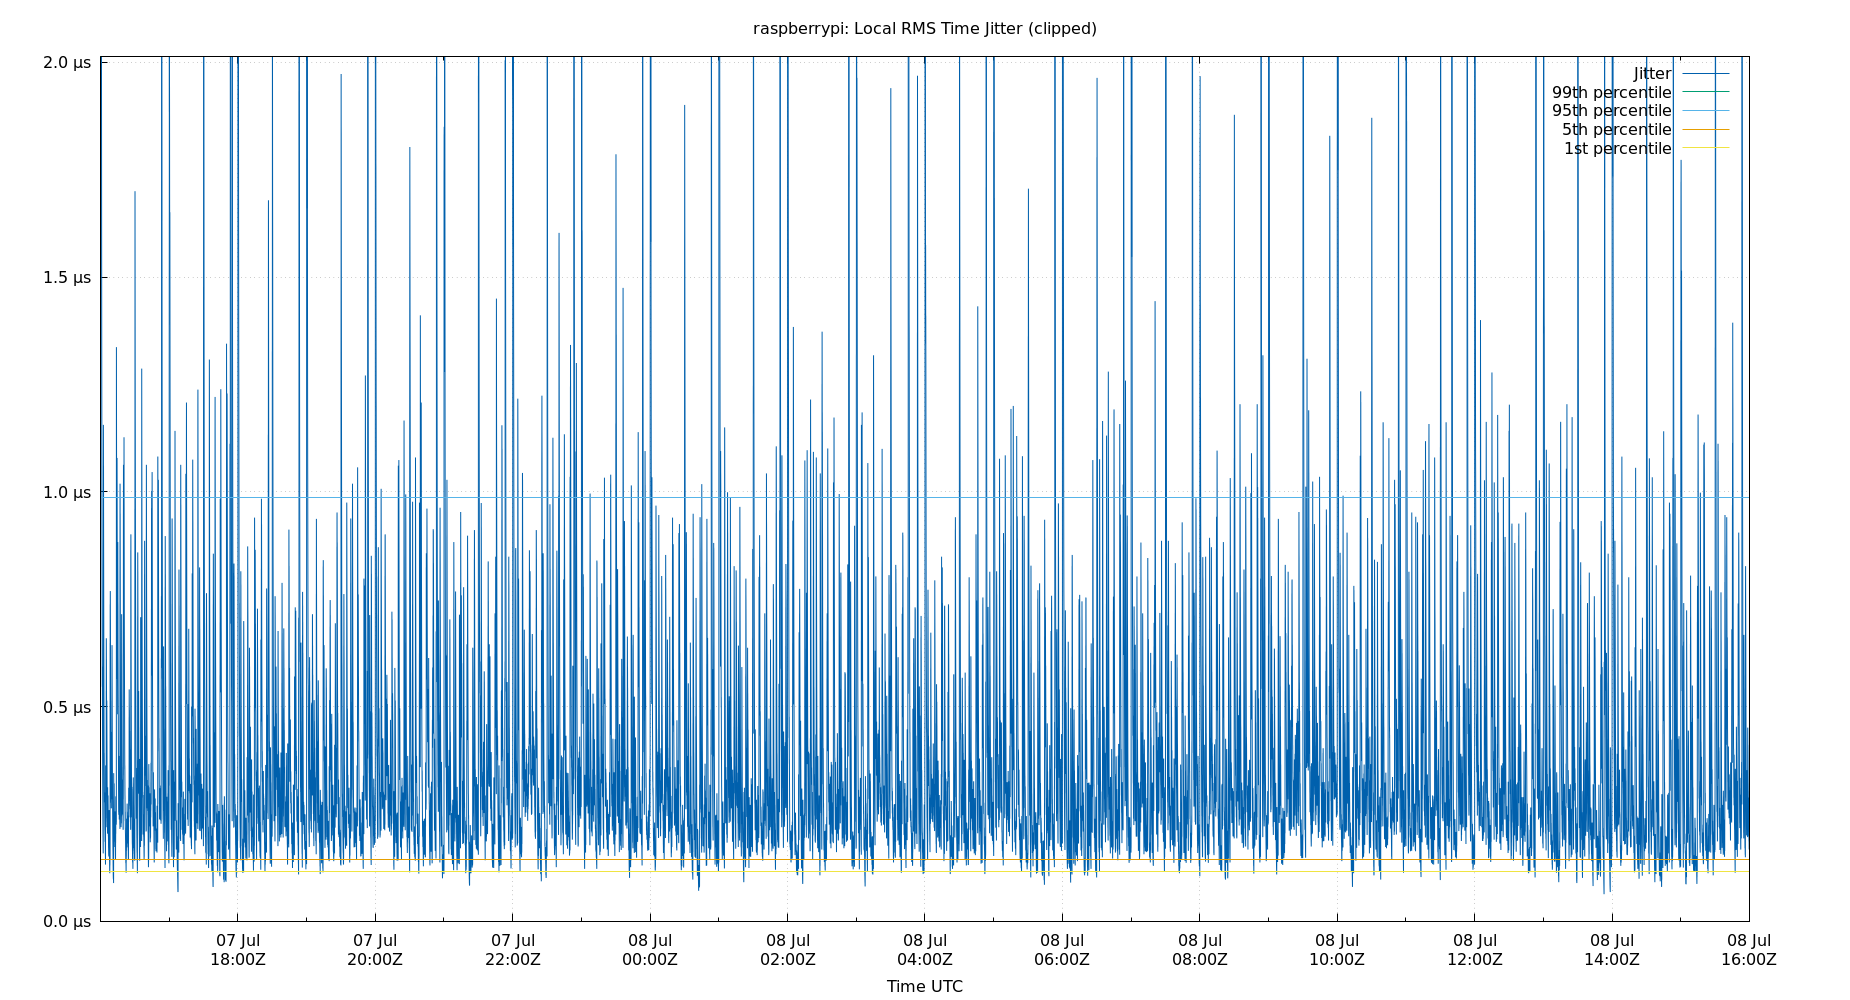 raspberrypi: Local RMS Time Jitter (clipped)
2.0 µs
1.5 µs
1.0 µs
0.5 µs
0.0 µs
Jitter
99th percentile
95th percentile
5th percentile
1st percentile
07 Jul 07 Jul 07 Jul 08 Jul 08 Jul 08 Jul 08 Jul 08 Jul 08 Jul 08 Jul 08 Jul 08 Jul
18:00Z 20:00Z 22:00Z 00:00Z 02:00Z 04:00Z 06:00Z 08:00Z 10:00Z 12:00Z 14:00Z 16:00Z
Time UTC